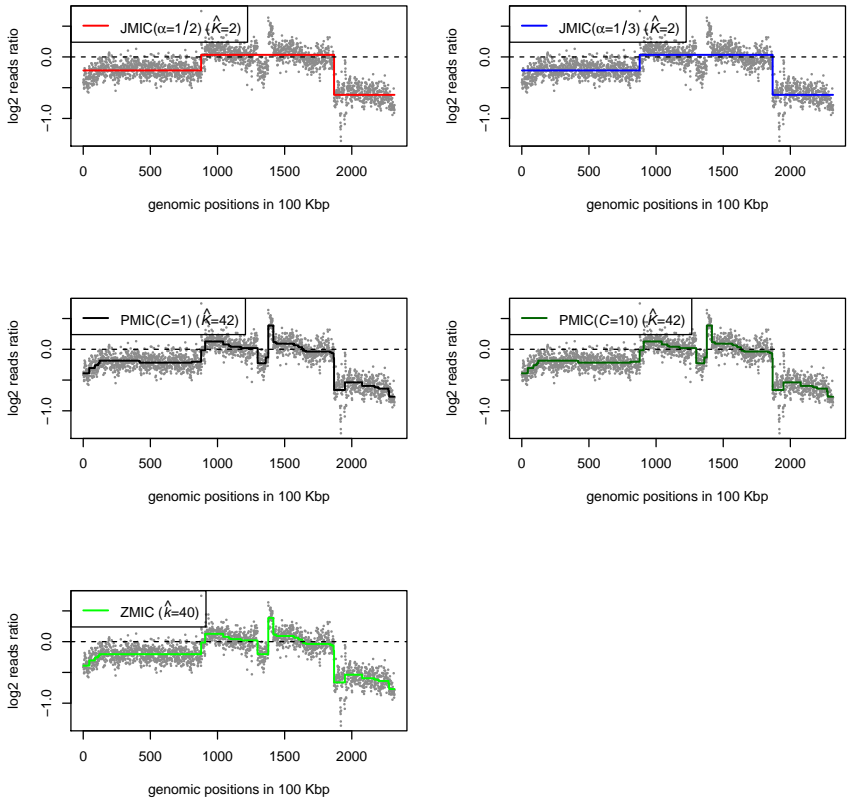 JMIC(α=1/2) (K̂=2)
log2 reads ratio
0.0
−1.0
0 500 1000 1500 2000
genomic positions in 100 Kbp
JMIC(α=1/3) (K̂=2)
log2 reads ratio
0.0
−1.0
0 500 1000 1500 2000
genomic positions in 100 Kbp
PMIC(C=1) (K̂=42)
log2 reads ratio
0.0
−1.0
0 500 1000 1500 2000
genomic positions in 100 Kbp
PMIC(C=10) (K̂=42)
log2 reads ratio
0.0
−1.0
0 500 1000 1500 2000
genomic positions in 100 Kbp
ZMIC (k̂=40)
log2 reads ratio
0.0
−1.0
0 500 1000 1500 2000
genomic positions in 100 Kbp